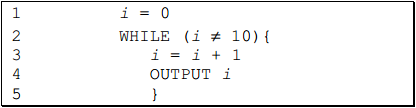 1 i = 0
2 WHILE (i ≠ 10){
3 i = i + 1
4 OUTPUT i
5 }